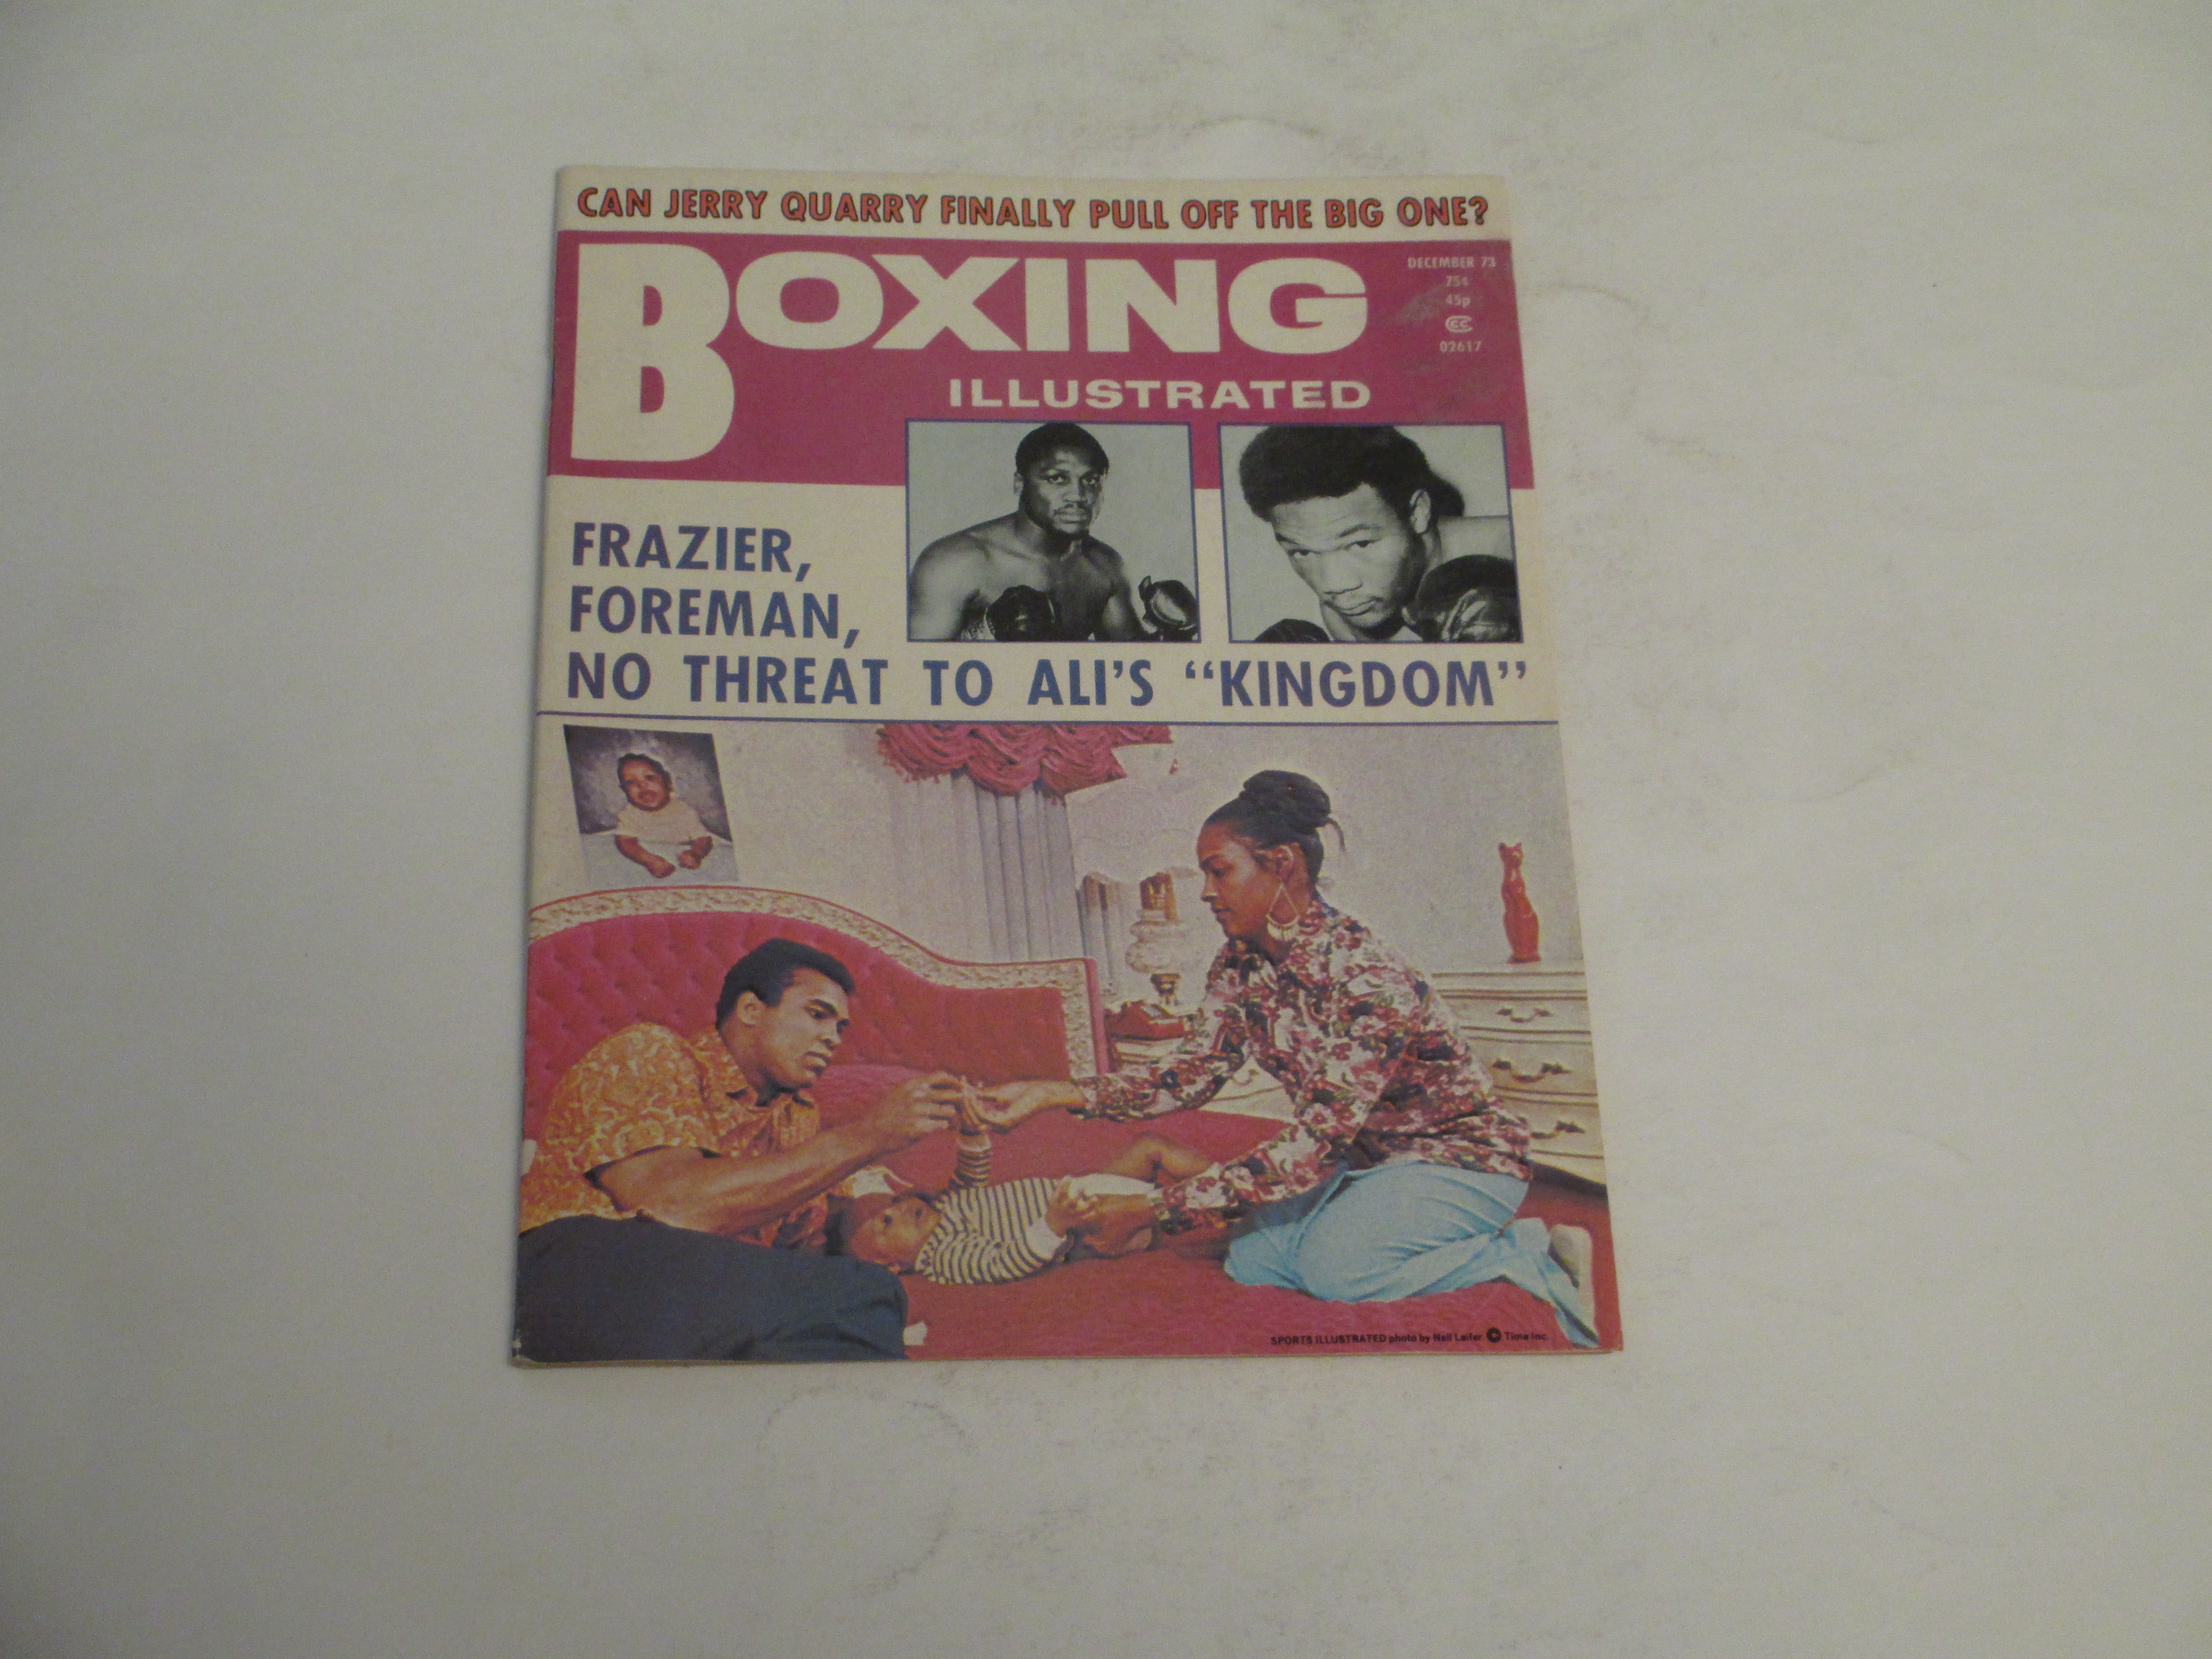 CAN JERRY QUARRY FINALLY PULL OFF THE BIG ONE?
BOXING
ILLUSTRATED
DECEMBER 73
75¢
45p
CC
02617
FRAZIER,
FOREMAN,
NO THREAT TO ALI'S “KINGDOM”
SPORTS ILLUSTRATED photo by Neil Leifer © Time Inc.